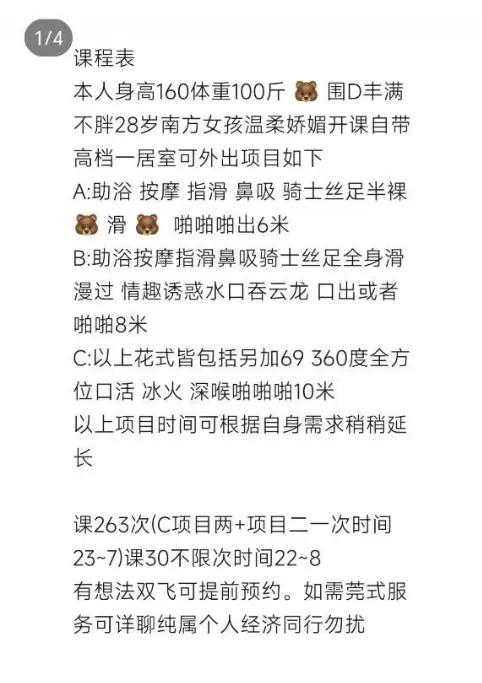 1/4
课程表
本人身高160体重100斤 🐻 围D丰满
不胖28岁南方女孩温柔娇媚开课自带
高档一居室可外出项目如下
A:助浴 按摩 指滑 鼻吸 骑士丝足半裸
🐻 滑 🐻 啪啪啪出6米
B:助浴按摩指滑鼻吸骑士丝足全身滑
漫过 情趣诱惑水口吞云龙 口出或者
啪啪8米
C:以上花式皆包括另加69 360度全方
位口活 冰火 深喉啪啪啪10米
以上项目时间可根据自身需求稍稍延
长
课263次(C项目两+项目二一次时间
23~7)课30不限次时间22~8
有想法双飞可提前预约。如需莞式服
务可详聊纯属个人经济同行勿扰